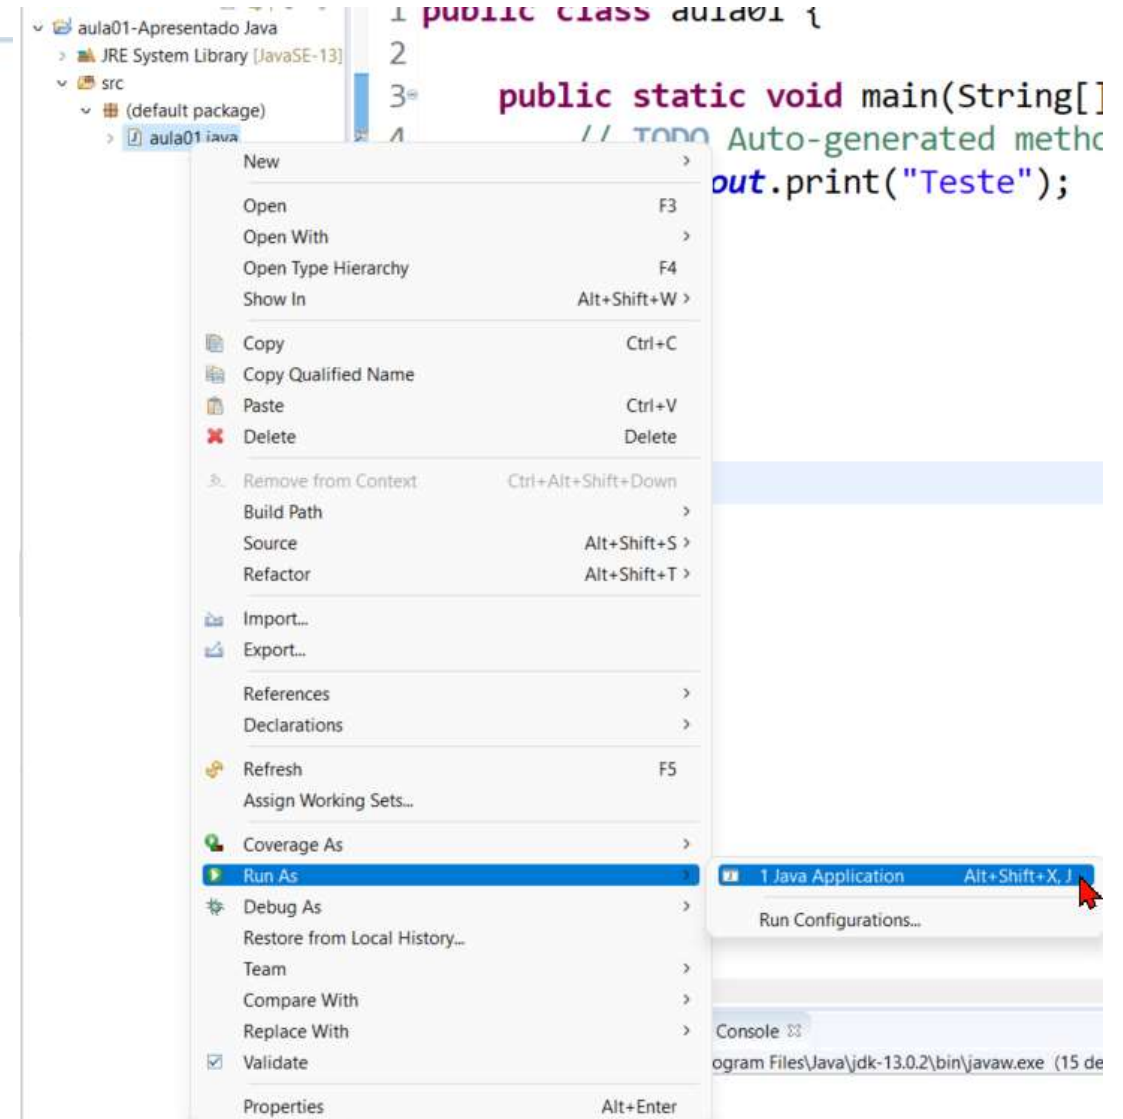 1 public class aula01 {
aula01-Apresentado Java
JRE System Library [JavaSE-13]
2
src
3 public static void main(String[]
(default package)
4 // TODO Auto-generated metho
aula01.java
out.print("Teste");
New
Open F3
Open With
Open Type Hierarchy F4
Show In Alt+Shift+W
Copy Ctrl+C
Copy Qualified Name
Paste Ctrl+V
Delete Delete
Remove from Context Ctrl+Alt+Shift+Down
Build Path
Source Alt+Shift+S
Refactor Alt+Shift+T
Import...
Export...
References
Declarations
Refresh F5
Assign Working Sets...
Coverage As
Run As
1 Java Application Alt+Shift+X, J
Debug As
Run Configurations...
Restore from Local History...
Team
Compare With
Replace With
Console
Validate
ogram Files\Java\jdk-13.0.2\bin\javaw.exe (15 de
Properties Alt+Enter